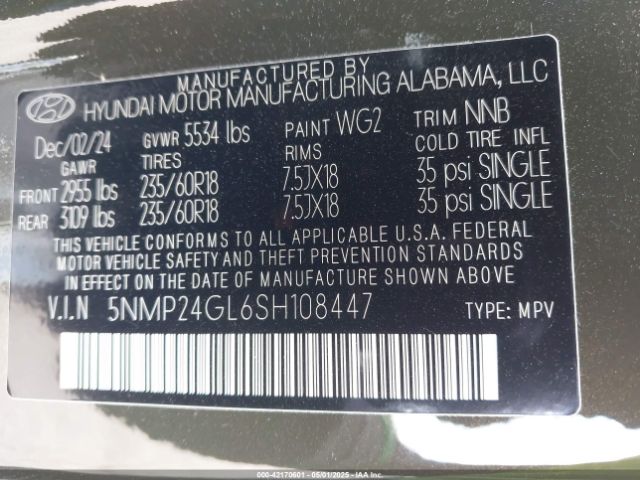 MANUFACTURED BY
HYUNDAI MOTOR MANUFACTURING ALABAMA, LLC
Dec/02/24 GVWR 5534 lbs PAINT WG2 TRIM NNB
GAWR TIRES RIMS COLD TIRE INFL
FRONT 2955 lbs 235/60R18 7.5JX18 35 psi SINGLE
REAR 3109 lbs 235/60R18 7.5JX18 35 psi SINGLE
THIS VEHICLE CONFORMS TO ALL APPLICABLE U.S.A. FEDERAL
MOTOR VEHICLE SAFETY AND THEFT PREVENTION STANDARDS
IN EFFECT ON THE DATE OF MANUFACTURE SHOWN ABOVE.
V.I.N 5NMP24GL6SH108447 TYPE: MPV
000-42170601 - 05/01/2025 - IAAI.COM